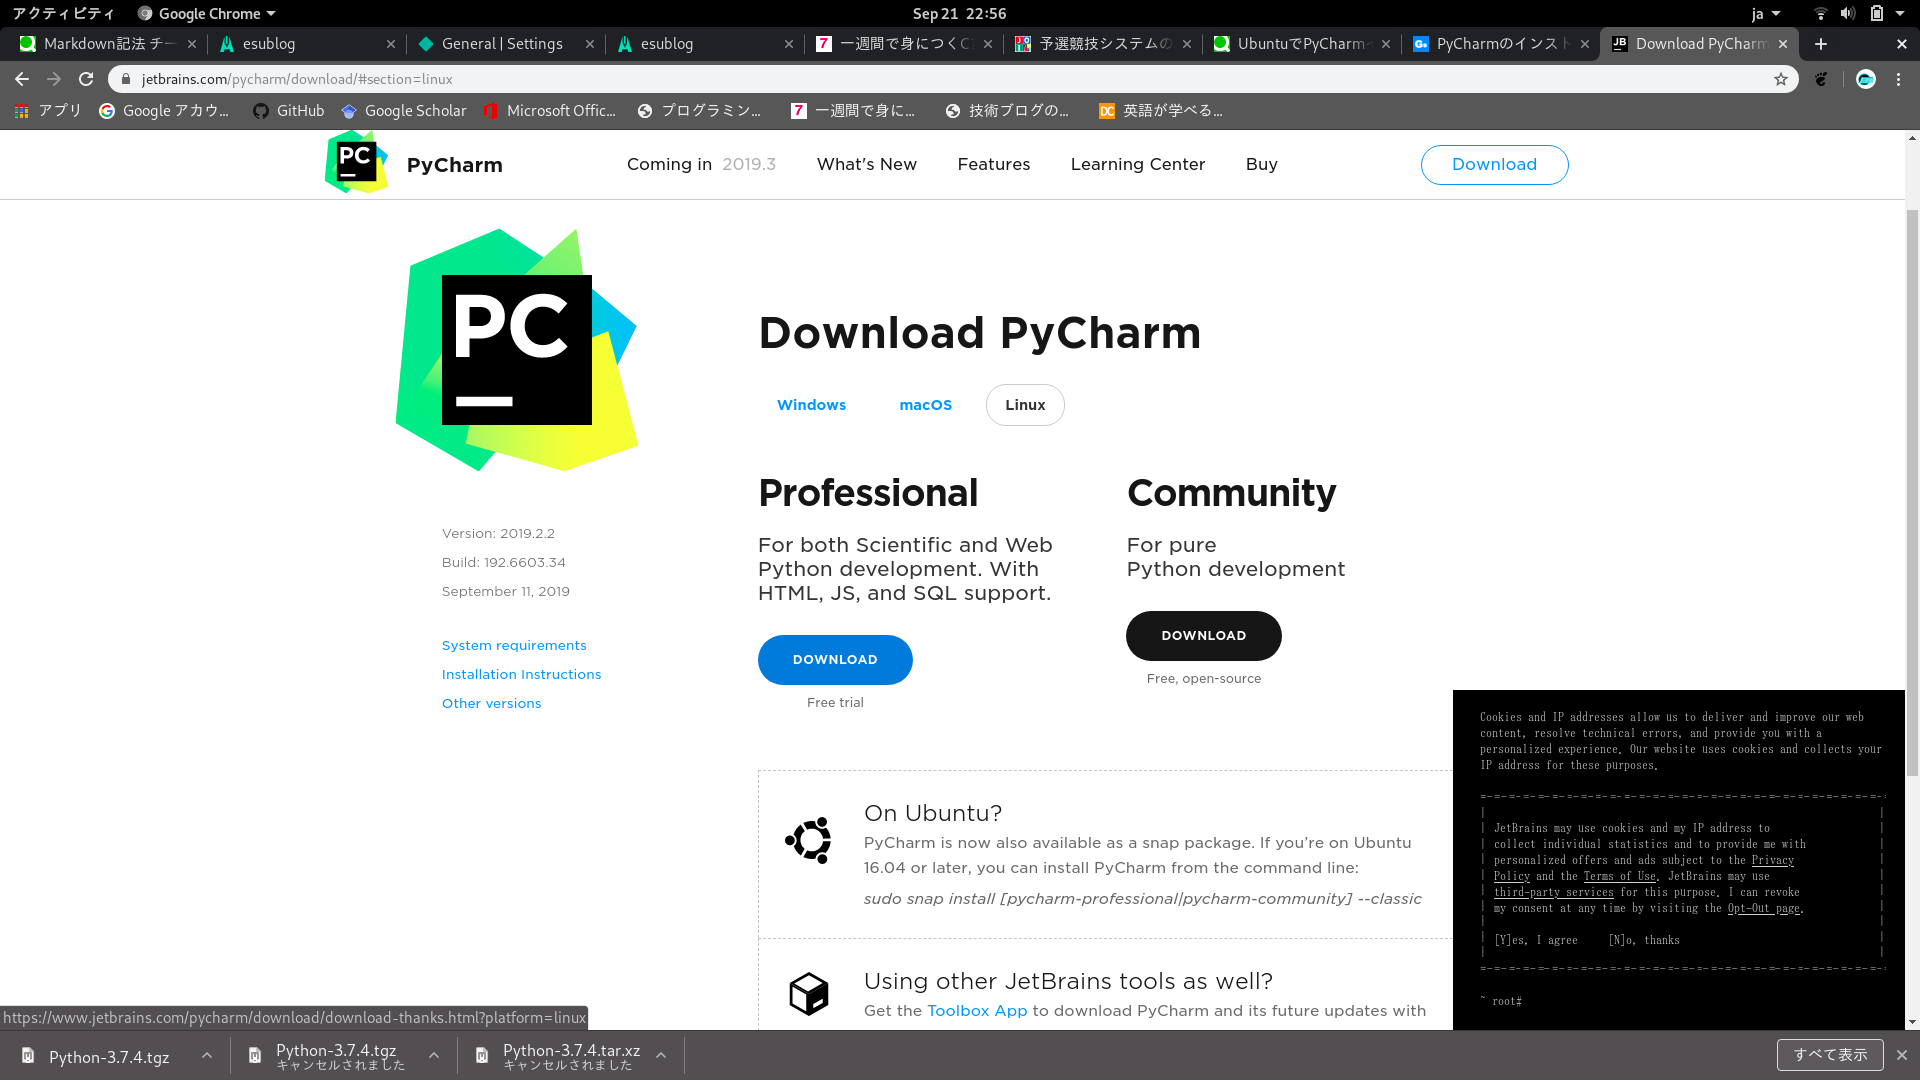 アクティビティ Google Chrome Sep 21 22:56 ja
Markdown記法 チー esublog General | Settings esublog 一週間で身につくC 予選競技システムの UbuntuでPyCharm PyCharmのインスト Download PyCharm
jetbrains.com/pycharm/download/#section=linux
アプリ Google アカウ... GitHub Google Scholar Microsoft Offic... プログラミン... 一週間で身に... 技術ブログの... 英語が学べる...
PC PyCharm Coming in 2019.3 What's New Features Learning Center Buy Download
PC
Download PyCharm
Windows macOS Linux
Version: 2019.2.2
Build: 192.6603.34
September 11, 2019
System requirements
Installation Instructions
Other versions
Professional
For both Scientific and Web
Python development. With
HTML, JS, and SQL support.
DOWNLOAD
Free trial
Community
For pure
Python development
DOWNLOAD
Free, open-source
On Ubuntu?
PyCharm is now also available as a snap package. If you’re on Ubuntu
16.04 or later, you can install PyCharm from the command line:
sudo snap install [pycharm-professional|pycharm-community] --classic
Using other JetBrains tools as well?
Get the Toolbox App to download PyCharm and its future updates with
Cookies and IP addresses allow us to deliver and improve our web
content, resolve technical errors, and provide you with a
personalized experience. Our website uses cookies and collects your
IP address for these purposes.
JetBrains may use cookies and my IP address to
collect individual statistics and to provide me with
personalized offers and ads subject to the Privacy
Policy and the Terms of Use. JetBrains may use
third-party services for this purpose. I can revoke
my consent at any time by visiting the Opt-Out page.
[Y]es, I agree [N]o, thanks
~ root#
https://www.jetbrains.com/pycharm/download/download-thanks.html?platform=linux
Python-3.7.4.tgz
Python-3.7.4.tgz
キャンセルされました
Python-3.7.4.tar.xz
キャンセルされました
すべて表示